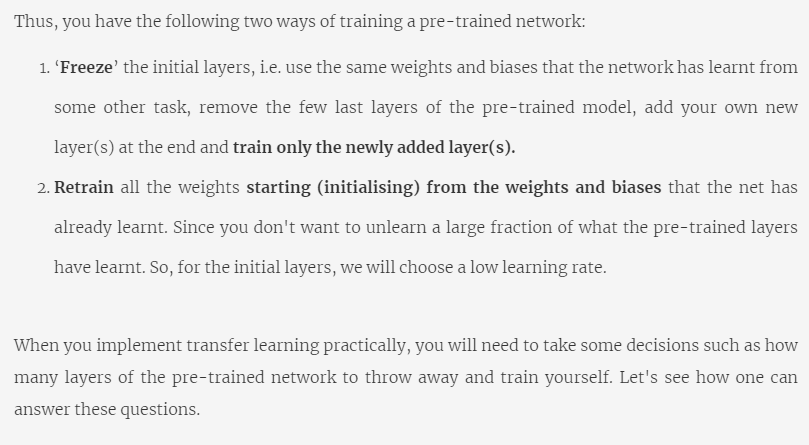 Thus, you have the following two ways of training a pre-trained network:
1. ‘Freeze’ the initial layers, i.e. use the same weights and biases that the network has learnt from
some other task, remove the few last layers of the pre-trained model, add your own new
layer(s) at the end and train only the newly added layer(s).
2. Retrain all the weights starting (initialising) from the weights and biases that the net has
already learnt. Since you don't want to unlearn a large fraction of what the pre-trained layers
have learnt. So, for the initial layers, we will choose a low learning rate.
When you implement transfer learning practically, you will need to take some decisions such as how
many layers of the pre-trained network to throw away and train yourself. Let's see how one can
answer these questions.